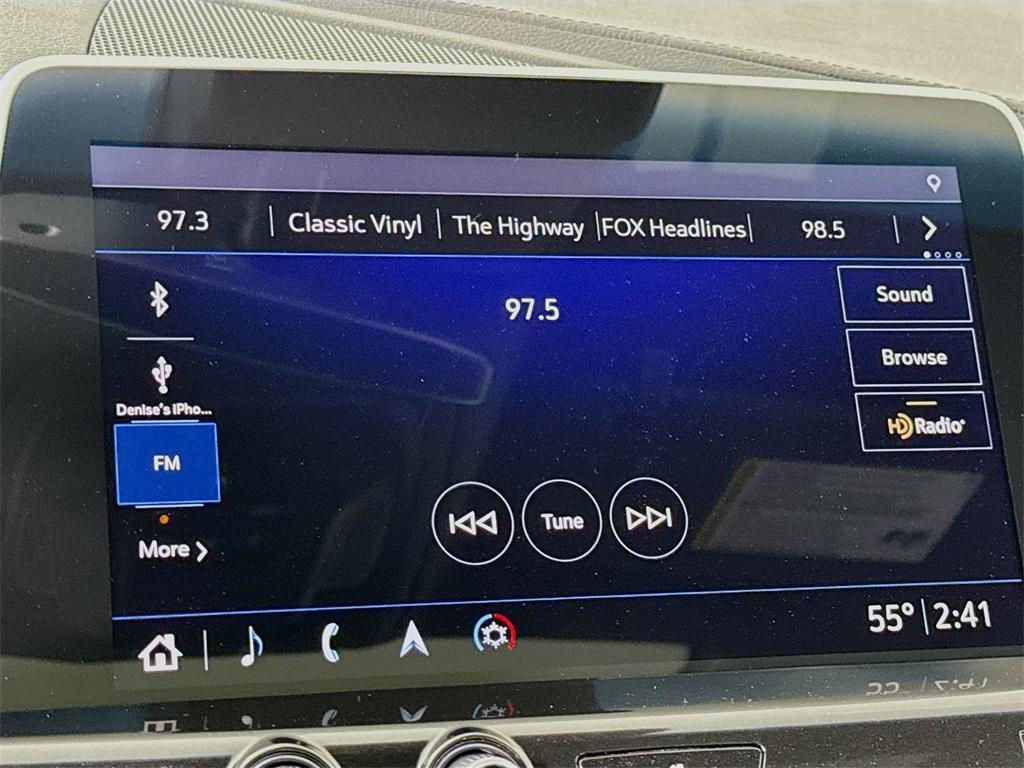 97.3 | Classic Vinyl | The Highway | FOX Headlines | 98.5
97.5
Sound
Browse
HD Radio®
Denise's iPho...
FM
More
Tune
55° | 2:41